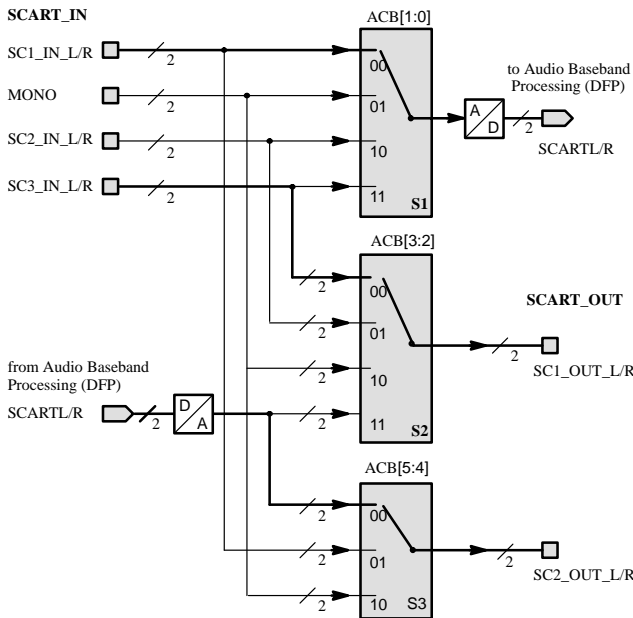 SCART_IN
ACB[1:0]
SC1_IN_L/R
2
00
to Audio Baseband
Processing (DFP)
MONO
2
01
A
D
2
SCARTL/R
SC2_IN_L/R
2
10
SC3_IN_L/R
2
11
S1
ACB[3:2]
2
00
SCART_OUT
2
01
2
SC1_OUT_L/R
from Audio Baseband
Processing (DFP)
2
10
SCARTL/R
2
D
A
2
11
S2
ACB[5:4]
2
00
2
01
2
SC2_OUT_L/R
2
10
S3